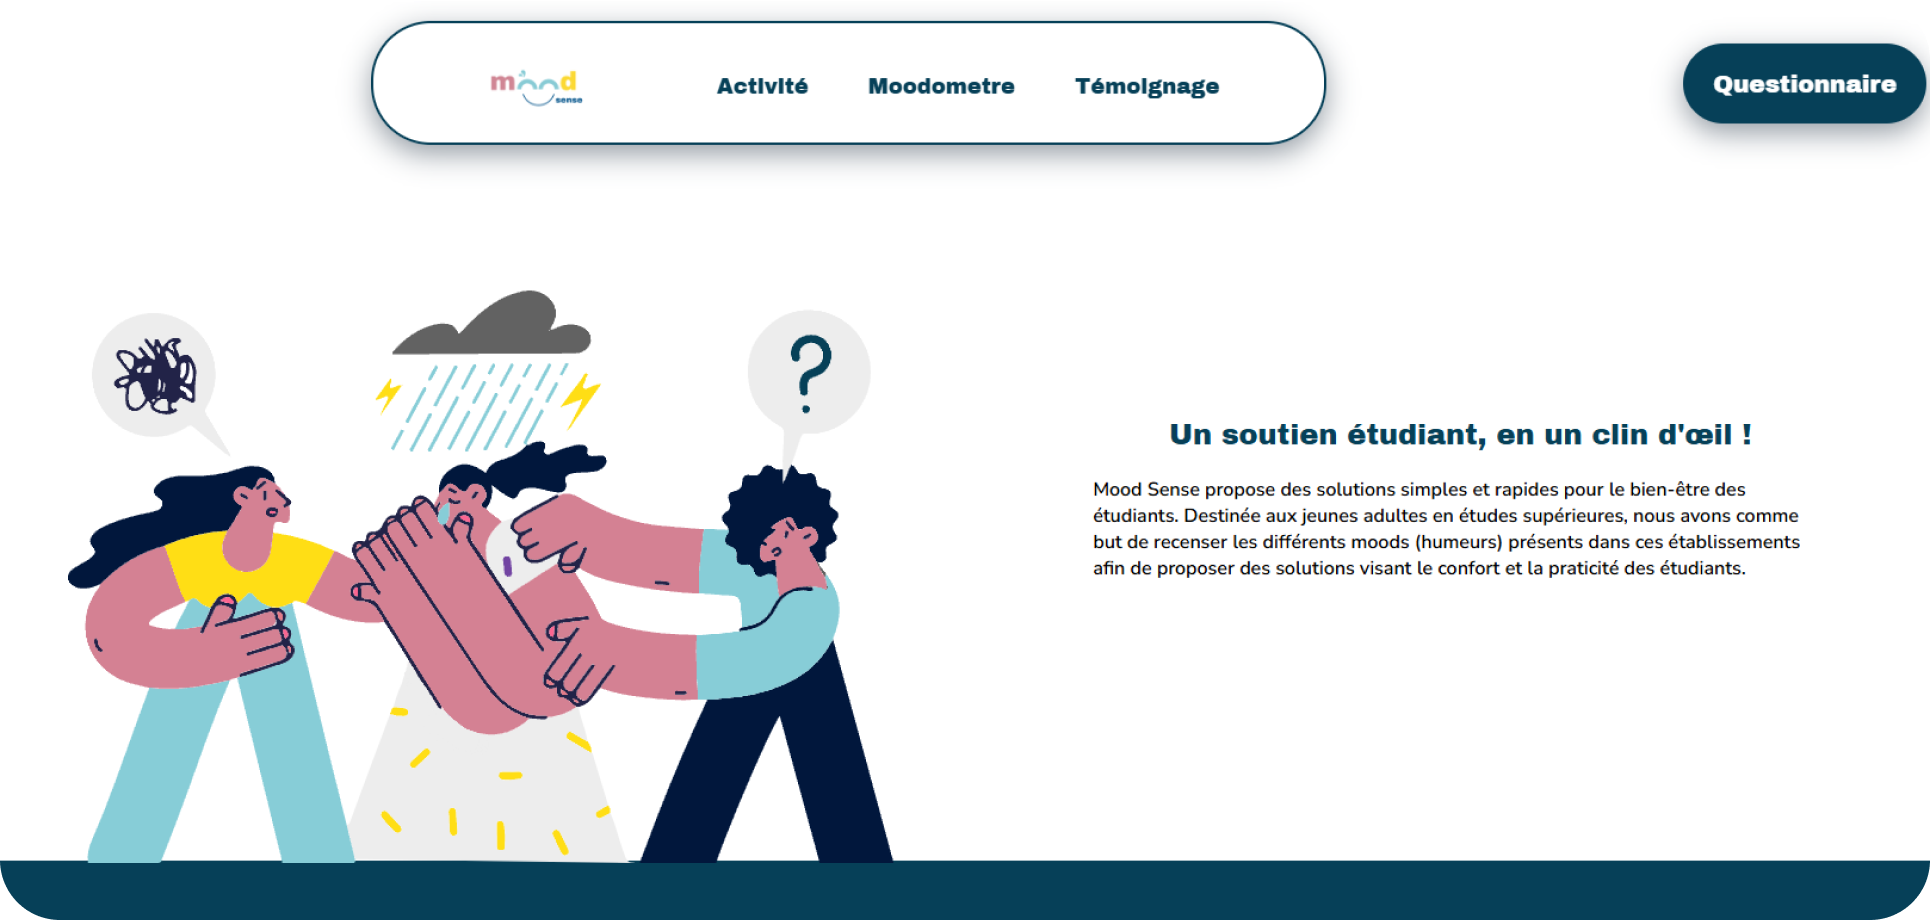 mood
sense
Activité
Moodometre
Témoignage
Questionnaire
?
Un soutien étudiant, en un clin d'œil !
Mood Sense propose des solutions simples et rapides pour le bien-être des
étudiants. Destinée aux jeunes adultes en études supérieures, nous avons comme
but de recenser les différents moods (humeurs) présents dans ces établissements
afin de proposer des solutions visant le confort et la praticité des étudiants.